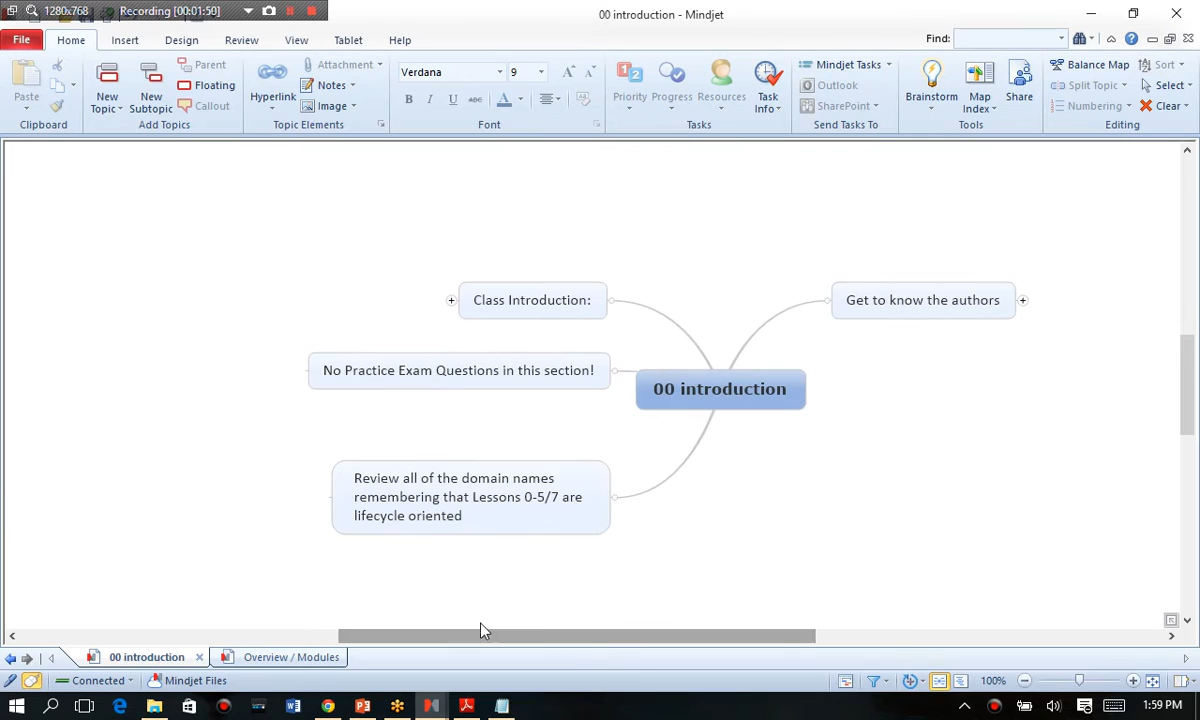 1280x768 Recording [00:01:50]
00 introduction - Mindjet
File Home Insert Design Review View Tablet Help Find:
Paste
Clipboard
New Topic
New Subtopic
Parent
Floating
Callout
Add Topics
Hyperlink
Attachment
Notes
Image
Topic Elements
Verdana 9
B I U abc A
Font
Priority Progress Resources Task Info
Tasks
Mindjet Tasks
Outlook
SharePoint
Send Tasks To
Brainstorm Map Index Share
Tools
Balance Map Sort
Split Topic Select
Numbering Clear
Editing
Class Introduction:
Get to know the authors
No Practice Exam Questions in this section!
00 introduction
Review all of the domain names
remembering that Lessons 0-5/7 are
lifecycle oriented
00 introduction Overview / Modules
Connected Mindjet Files 100%
1:59 PM